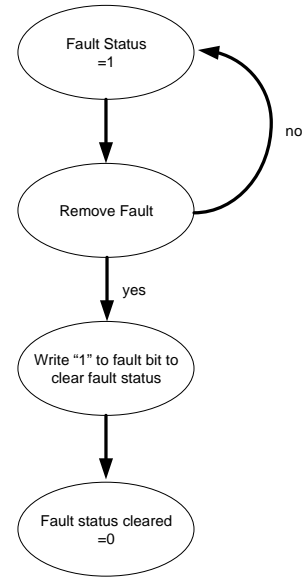 Fault Status
=1
no
Remove Fault
yes
Write “1” to fault bit to
clear fault status
Fault status cleared
=0